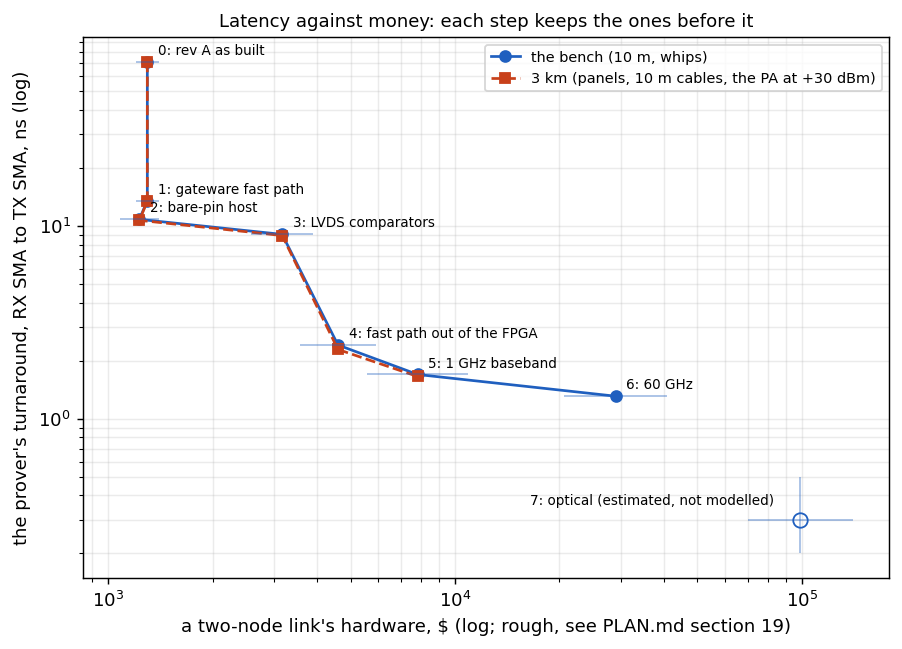 Latency against money: each step keeps the ones before it
the prover's turnaround, RX SMA to TX SMA, ns (log)
10¹
10⁰
the bench (10 m, whips)
3 km (panels, 10 m cables, the PA at +30 dBm)
0: rev A as built
1: gateware fast path
2: bare-pin host
3: LVDS comparators
4: fast path out of the FPGA
5: 1 GHz baseband
6: 60 GHz
7: optical (estimated, not modelled)
10³
10⁴
10⁵
a two-node link's hardware, $ (log; rough, see PLAN.md section 19)